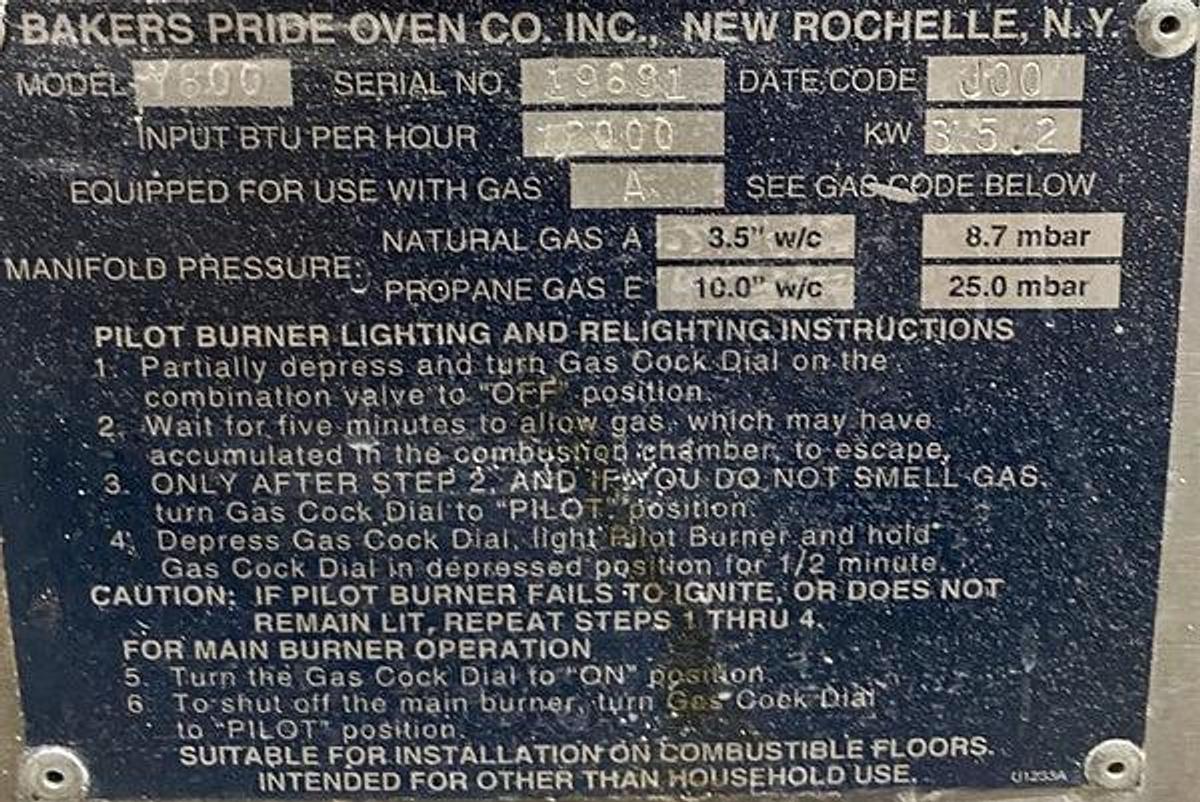 BAKERS PRIDE OVEN CO. INC., NEW ROCHELLE, N.Y.
MODEL Y600 SERIAL NO. 19691 DATE CODE J00
INPUT BTU PER HOUR KW 35.2
EQUIPPED FOR USE WITH GAS A SEE GAS CODE BELOW
MANIFOLD PRESSURE: NATURAL GAS A 3.5" w/c 8.7 mbar
PROPANE GAS E 10.0" w/c 25.0 mbar
PILOT BURNER LIGHTING AND RELIGHTING INSTRUCTIONS
1. Partially depress and turn Gas Cock Dial on the
combination valve to "OFF" position.
2. Wait for five minutes to allow gas, which may have
accumulated in the combustion chamber, to escape.
3. ONLY AFTER STEP 2, AND IF YOU DO NOT SMELL GAS,
turn Gas Cock Dial to "PILOT" position.
4. Depress Gas Cock Dial, light Pilot Burner and hold
Gas Cock Dial in depressed position for 1/2 minute.
CAUTION: IF PILOT BURNER FAILS TO IGNITE, OR DOES NOT
REMAIN LIT, REPEAT STEPS 1 THRU 4.
FOR MAIN BURNER OPERATION
5. Turn the Gas Cock Dial to "ON" position.
6 To shut off the main burner, turn Gas Cock Dial
to "PILOT" position.
SUITABLE FOR INSTALLATION ON COMBUSTIBLE FLOORS.
INTENDED FOR OTHER THAN HOUSEHOLD USE. U1233A